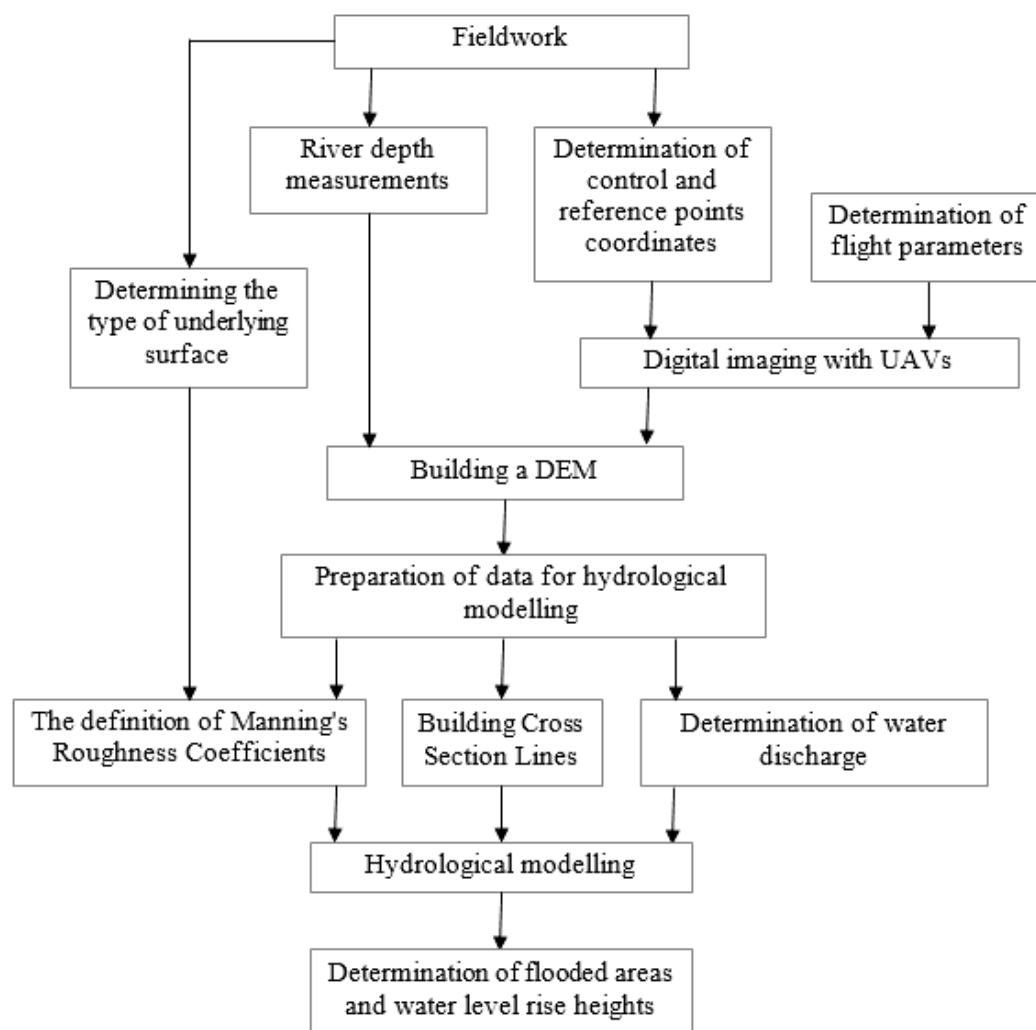 Fieldwork
River depth
measurements
Determination of
control and
reference points
coordinates
Determination of
flight parameters
Determining the
type of underlying
surface
Digital imaging with UAVs
Building a DEM
Preparation of data for hydrological
modelling
The definition of Manning's
Roughness Coefficients
Building Cross
Section Lines
Determination of water
discharge
Hydrological modelling
Determination of flooded areas
and water level rise heights